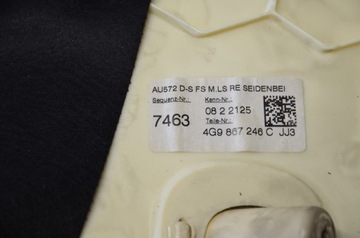 AU572 D-S FS M.LS RE SEIDENBEI
Sequenz-Nr.: Kenn-Nr.:
7463 08 2 2125
Teile-Nr.:
4G9 867 246 C JJ3